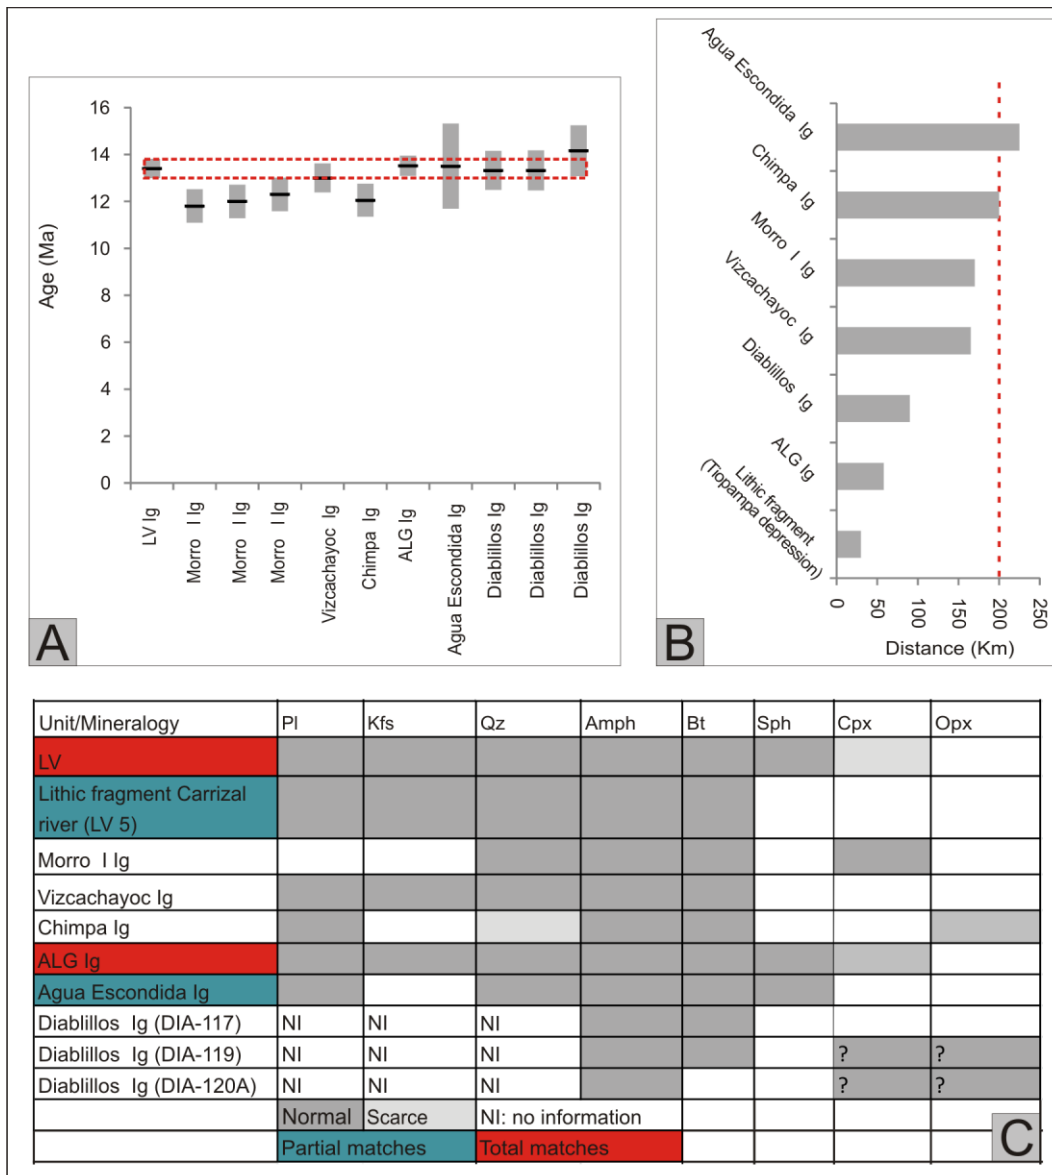 16
14
12
10
8
6
4
2
0
Age (Ma)
LV Ig
Morro I Ig
Morro I Ig
Morro I Ig
Vizcachayoc Ig
Chimpa Ig
ALG Ig
Agua Escondida Ig
Diablillos Ig
Diablillos Ig
Diablillos Ig
A
Agua Escondida Ig
Chimpa Ig
Morro I Ig
Vizcachayoc Ig
Diablillos Ig
ALG Ig
Lithic fragment
(Tiopampa depression)
0
50
100
150
200
250
Distance (Km)
B
Unit/Mineralogy Pl Kfs Qz Amph Bt Sph Cpx Opx
LV
Lithic fragment Carrizal
river (LV 5)
Morro I Ig
Vizcachayoc Ig
Chimpa Ig
ALG Ig
Agua Escondida Ig
Diablillos Ig (DIA-117) NI NI NI
Diablillos Ig (DIA-119) NI NI NI ? ?
Diablillos Ig (DIA-120A) NI NI NI ? ?
Normal Scarce NI: no information
Partial matches Total matches
C